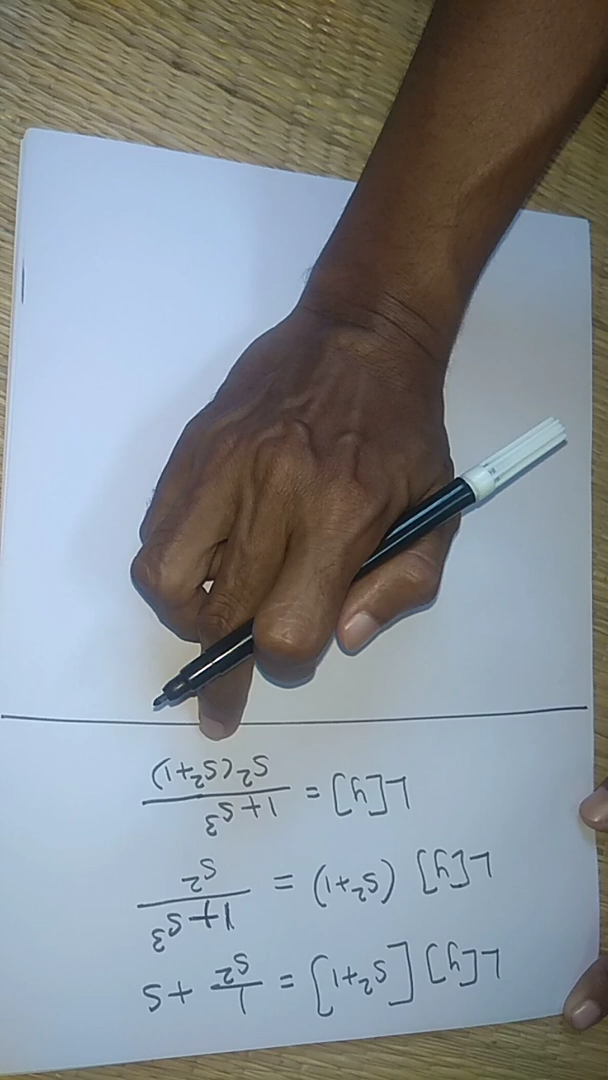 L[y] [s²+1] = 1/s² + s
L[y] (s²+1) = 1+s³/s²
L[y] = 1+s³/s²(s²+1)